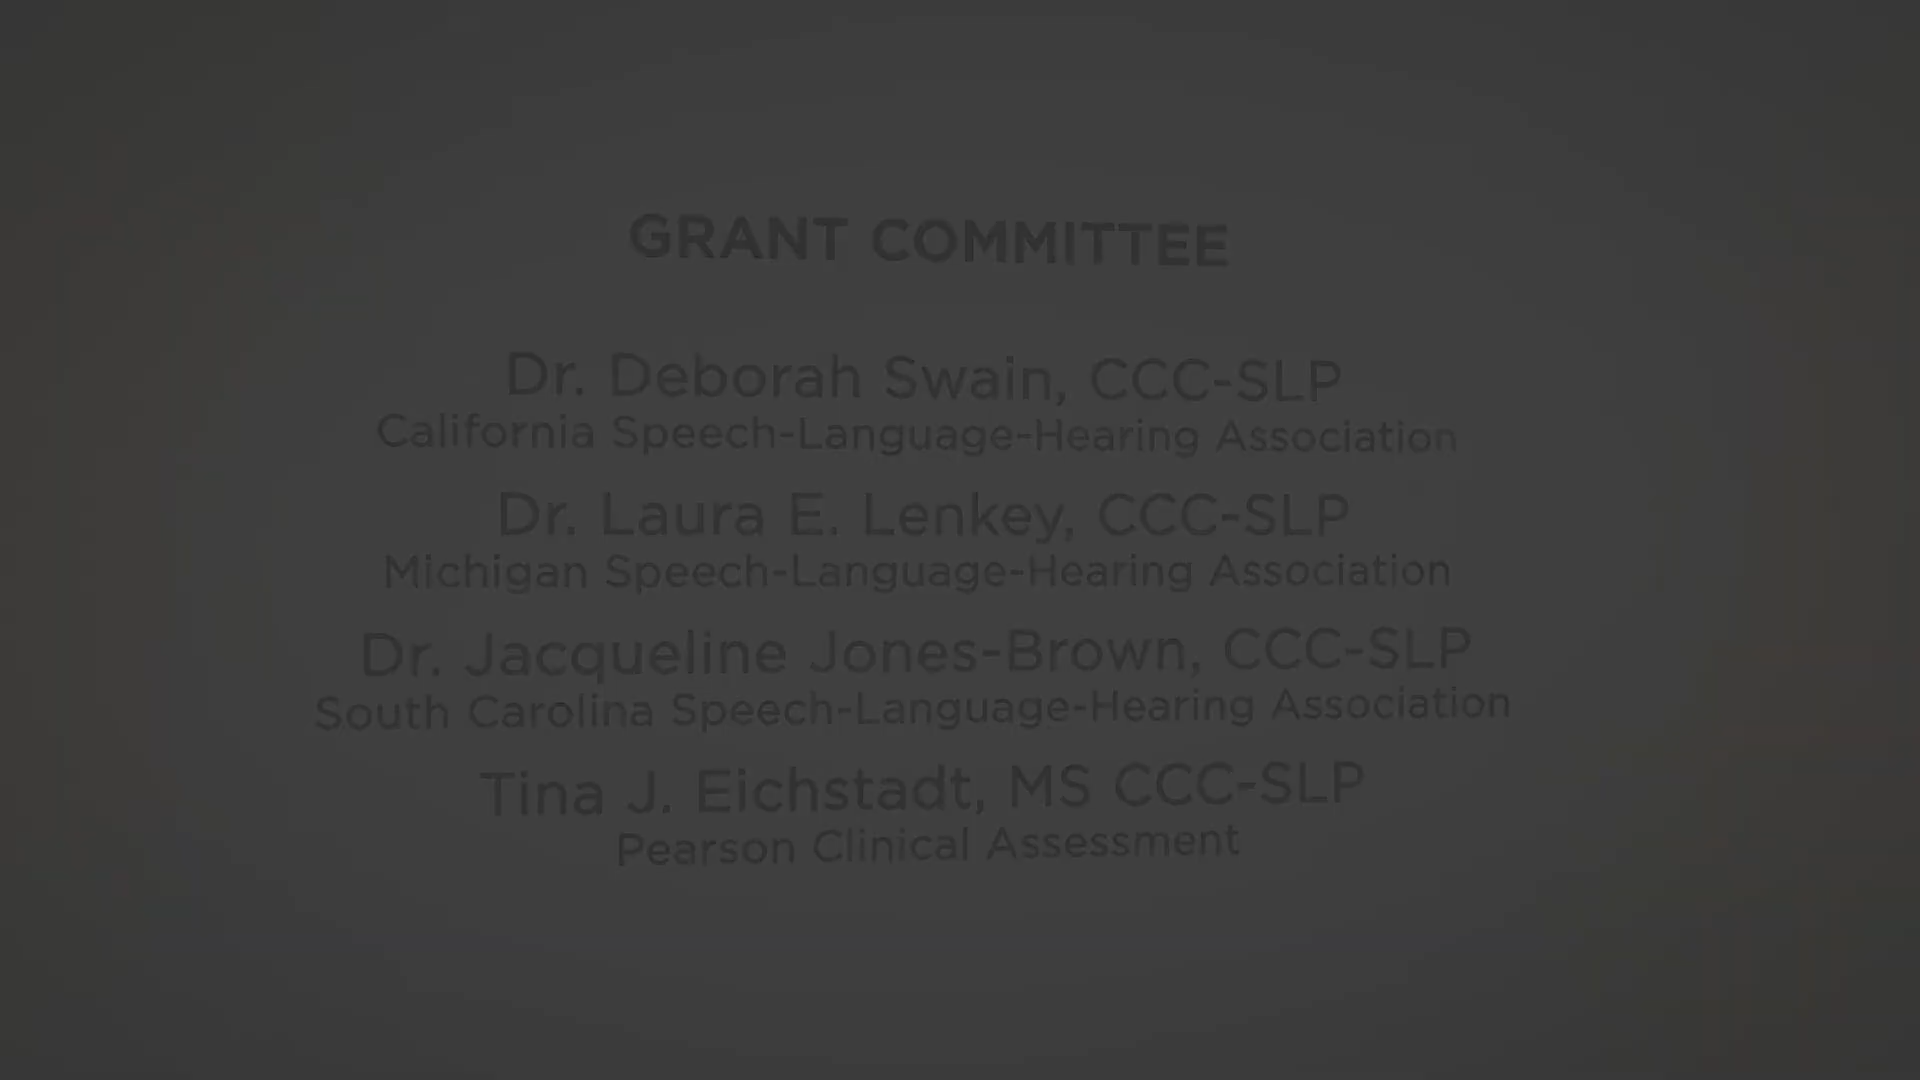 GRANT COMMITTEE
Dr. Deborah Swain, CCC-SLP
California Speech-Language-Hearing Association
Dr. Laura E. Lenkey, CCC-SLP
Michigan Speech-Language-Hearing Association
Dr. Jacqueline Jones-Brown, CCC-SLP
South Carolina Speech-Language-Hearing Association
Tina J. Eichstadt, MS CCC-SLP
Pearson Clinical Assessment